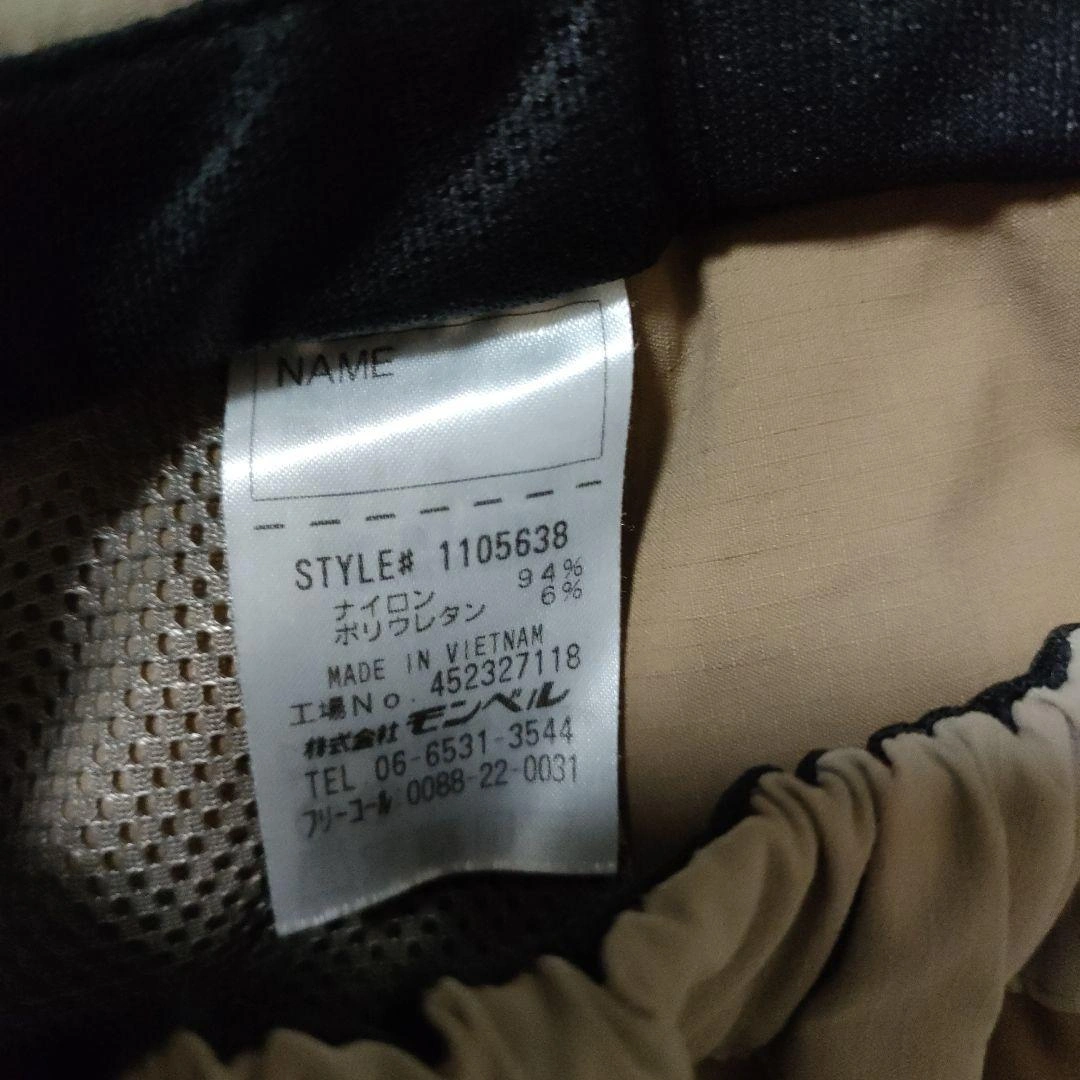 NAME
STYLE# 1105638
ナイロン 94%
ポリウレタン 6%
MADE IN VIETNAM
工場No. 452327118
株式会社 モンベル
TEL 06-6531-3544
フリーコール 0088-22-0031